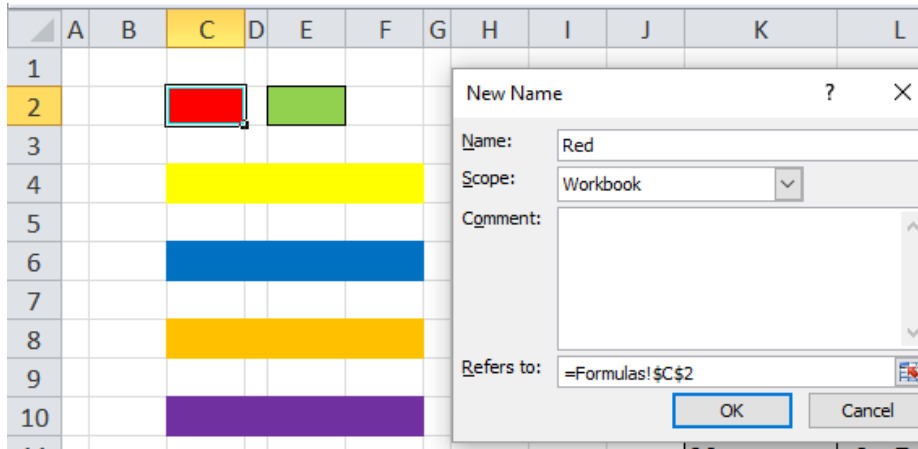 A B C D E F G H I J K L
1
2
3
4
5
6
7
8
9
10
New Name ? ×
Name: Red
Scope: Workbook
Comment:
Refers to: =Formulas!$C$2
OK Cancel